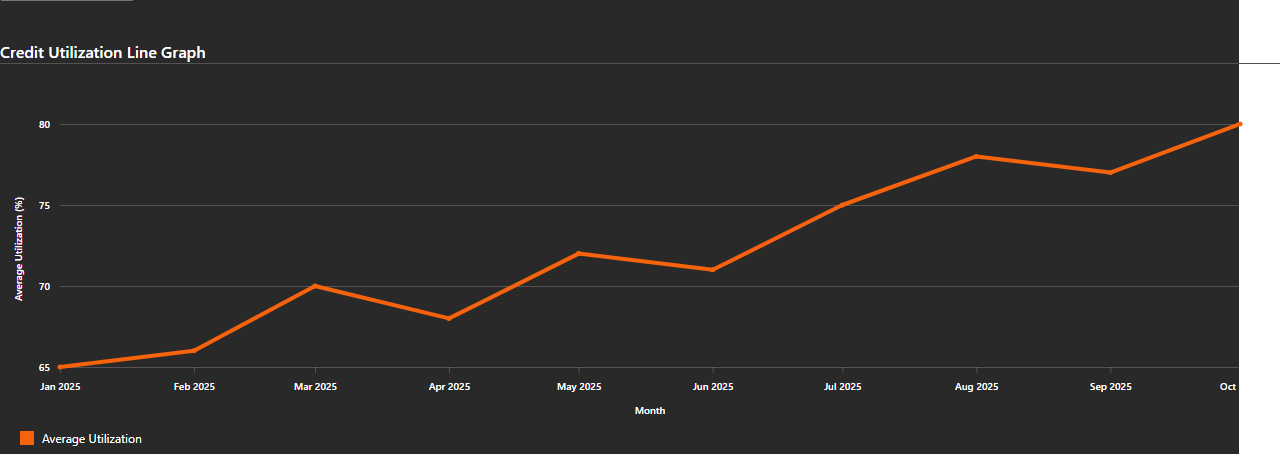 Credit Utilization Line Graph
80
75
70
65
Average Utilization (%)
Jan 2025 Feb 2025 Mar 2025 Apr 2025 May 2025 Jun 2025 Jul 2025 Aug 2025 Sep 2025 Oct
Month
Average Utilization